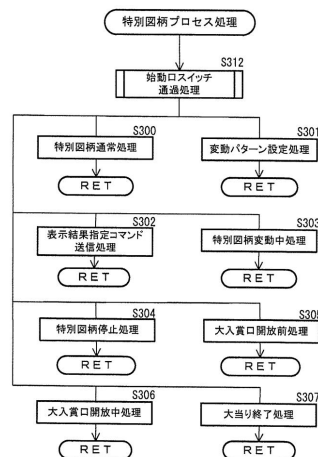 特別図柄プロセス処理
S312
始動口スイッチ
通過処理
S300
特別図柄通常処理
RET
S301
変動パターン設定処理
RET
S302
表示結果指定コマンド
送信処理
RET
S303
特別図柄変動中処理
RET
S304
特別図柄停止処理
RET
S305
大入賞口開放前処理
RET
S306
大入賞口開放中処理
RET
S307
大当り終了処理
RET